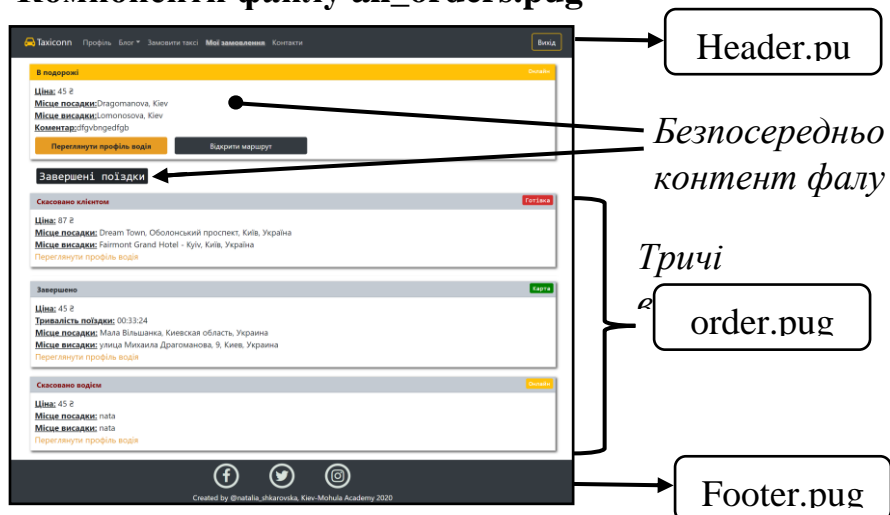 Компоненти файлу all_orders.pug
Taxiconn Профіль Блог Замовити таксі Мої замовлення Контакти Вихід
Header.pu
В подорожі Онлайн
Ціна: 45 ₴
Місце посадки:Dragomanova, Kiev
Місце висадки:Lomonosova, Kiev
Коментар:dfgvbngedfgb
Переглянути профіль водія Відкрити маршрут
Безпосередньо
контент фалу
Завершені поїздки
Скасовано клієнтом Готівка
Ціна: 87 ₴
Місце посадки: Dream Town, Оболонський проспект, Київ, Україна
Місце висадки: Fairmont Grand Hotel - Kyiv, Київ, Україна
Переглянути профіль водія
Тричі
order.pug
Завершено Карта
Ціна: 45 ₴
Тривалість поїздки: 00:33:24
Місце посадки: Мала Вільшанка, Киевская область, Украина
Місце висадки: улица Михаила Драгоманова, 9, Киев, Украина
Переглянути профіль водія
Скасовано водієм Онлайн
Ціна: 45 ₴
Місце посадки: nata
Місце висадки: nata
Переглянути профіль водія
Created by @natalia_shkarovska, Kiev-Mohula Academy 2020
Footer.pug